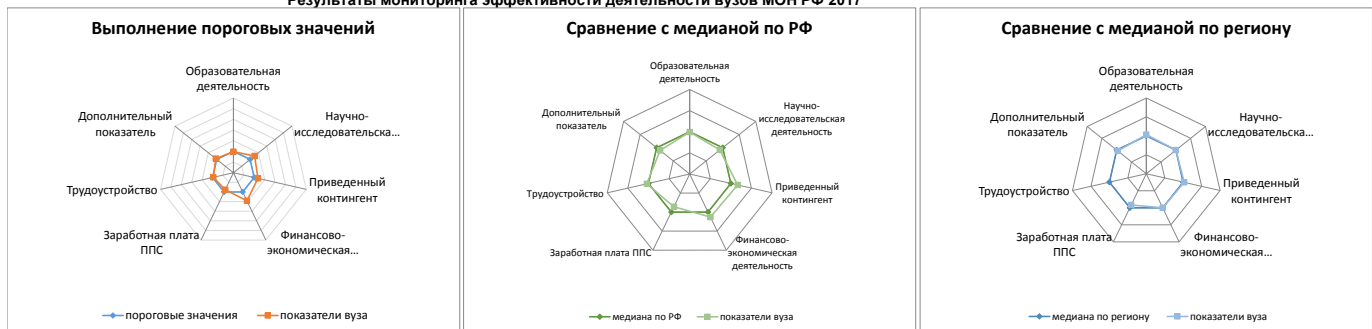 Результаты мониторинга эффективности деятельности вузов МОН РФ 2017
Выполнение пороговых значений
Образовательная
деятельность
Научно-
исследовательска...
Приведенный
контингент
Финансово-
экономическая...
Заработная плата
ППС
Трудоустройство
Дополнительный
показатель
пороговые значения
показатели вуза
Сравнение с медианой по РФ
Образовательная
деятельность
Научно-
исследовательская
деятельность
Приведенный
контингент
Финансово-
экономическая
деятельность
Заработная плата ППС
Трудоустройство
Дополнительный
показатель
медиана по РФ
показатели вуза
Сравнение с медианой по региону
Образовательная
деятельность
Научно-
исследовательска...
Приведенный
контингент
Финансово-
экономическая...
Заработная плата
ППС
Трудоустройство
Дополнительный
показатель
медиана по региону
показатели вуза